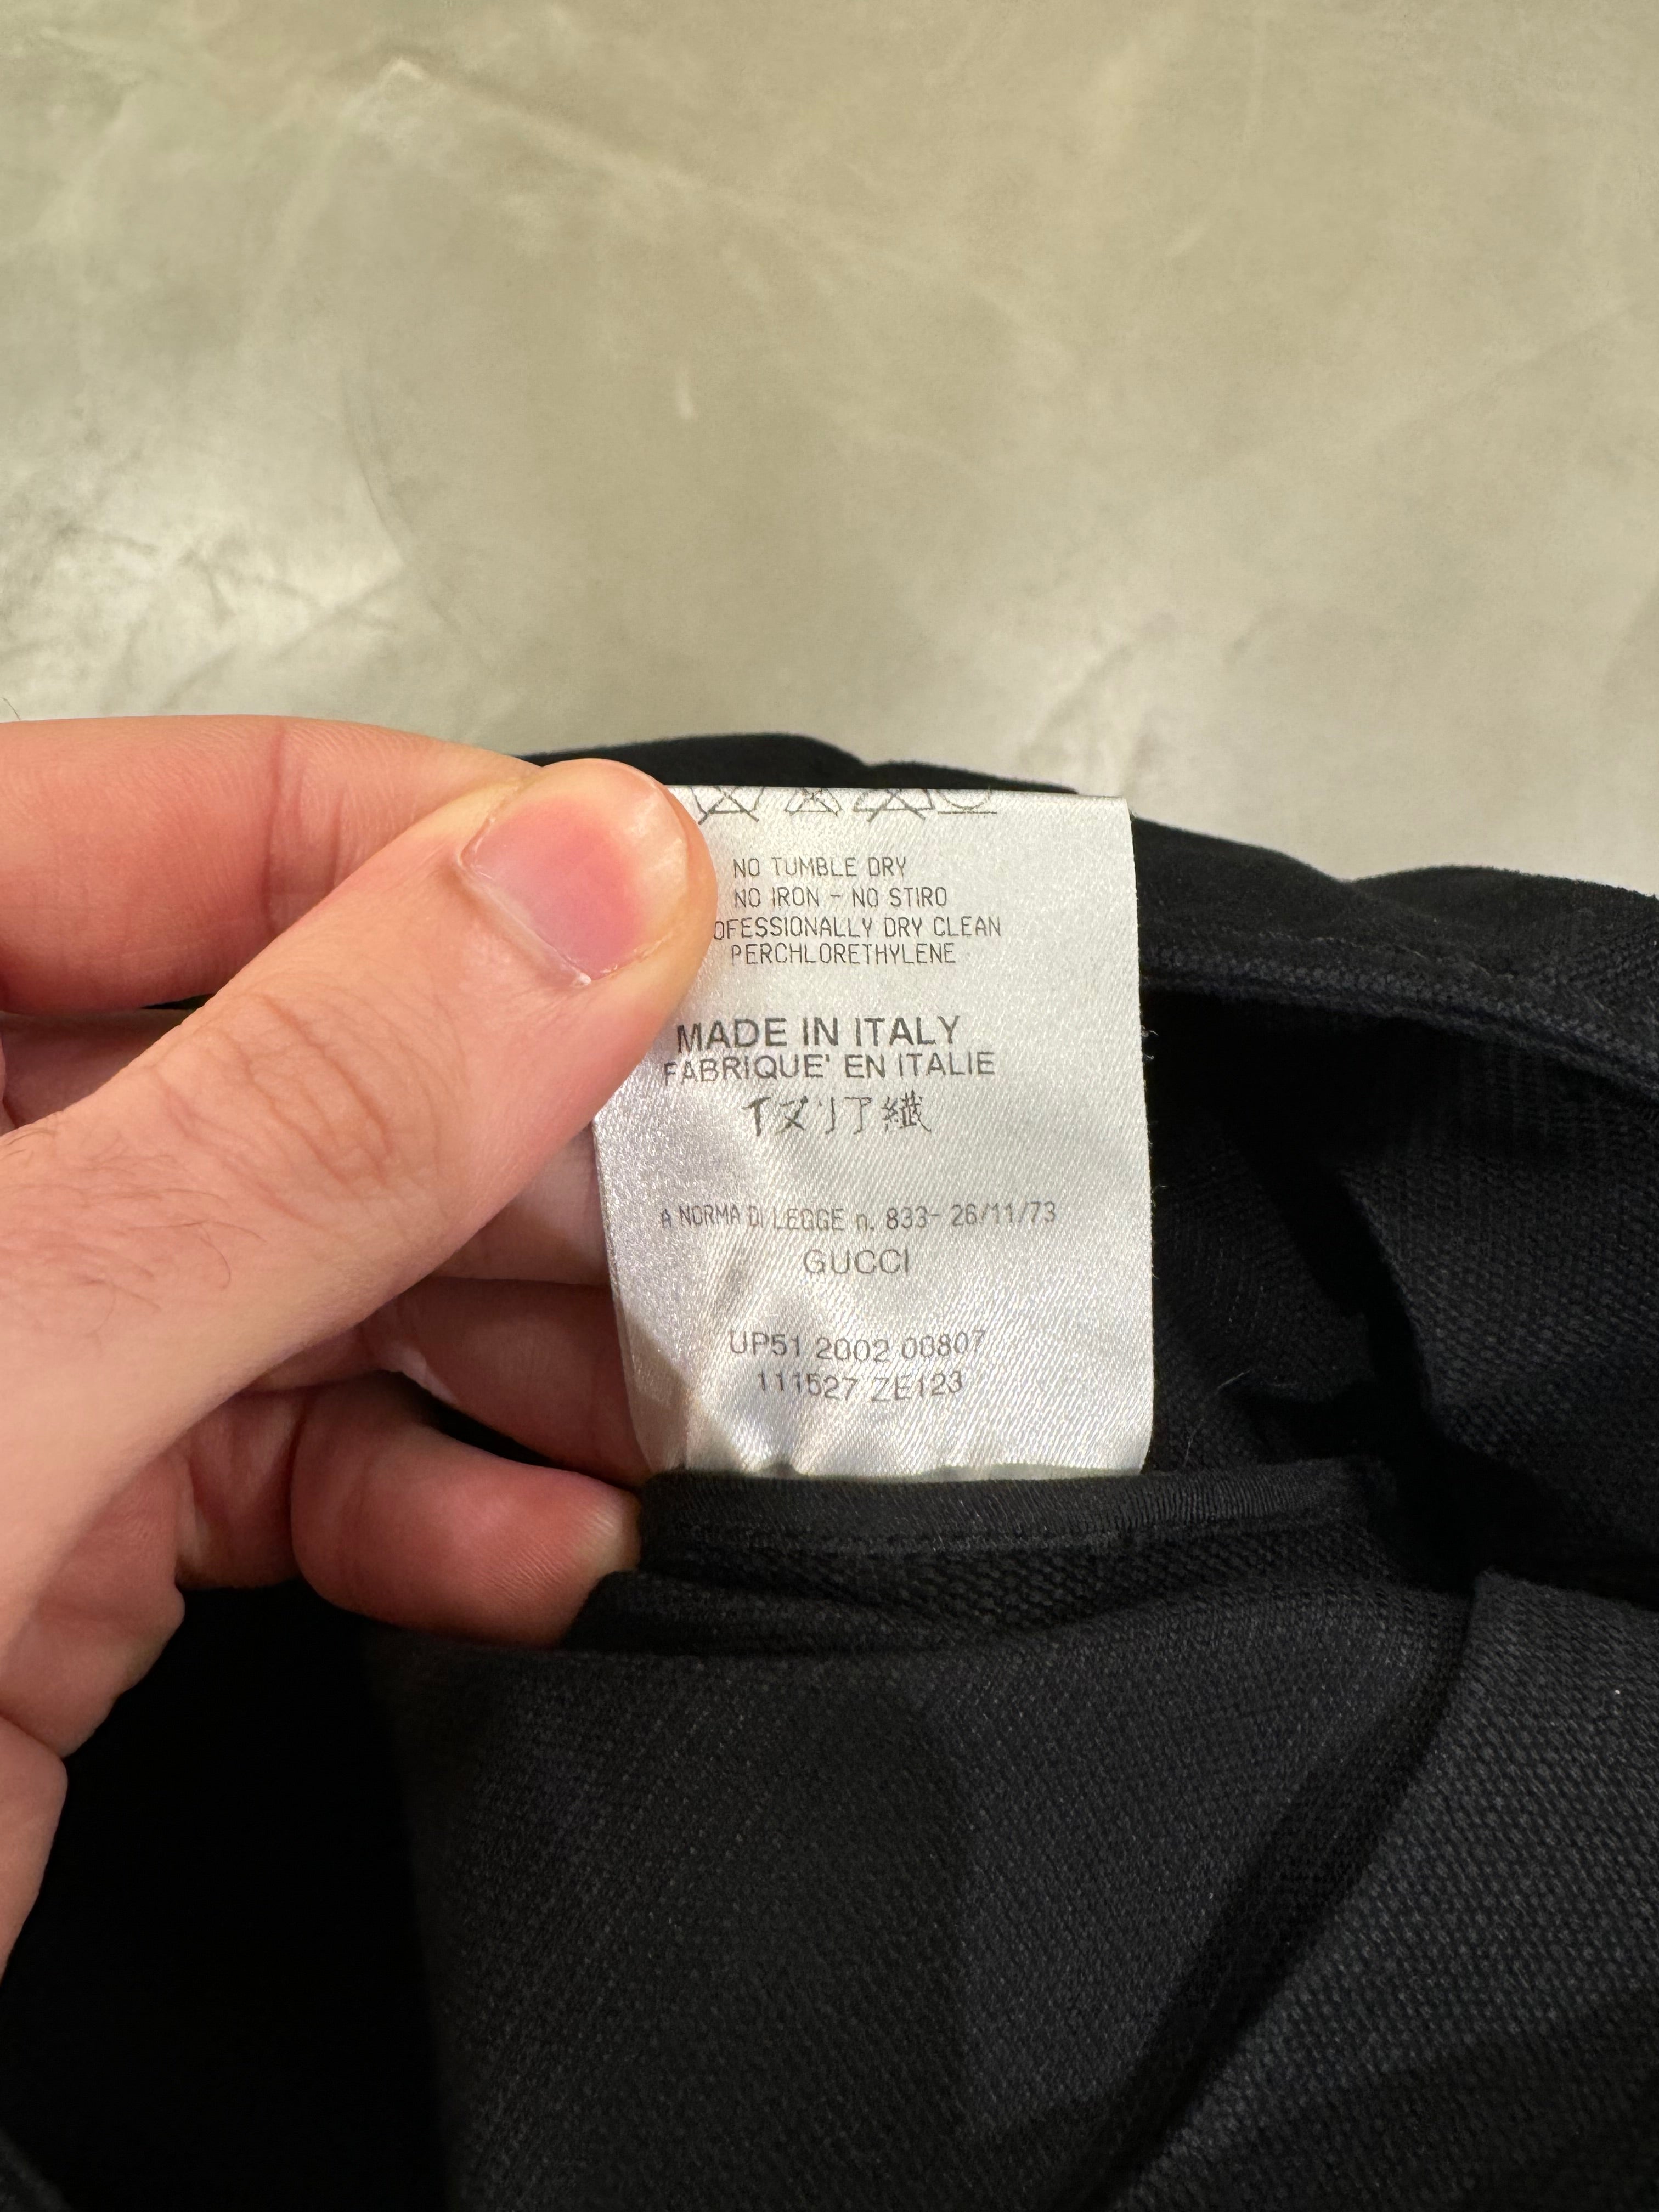 NO TUMBLE DRY
NO IRON - NO STIRO
OFESSIONALLY DRY CLEAN
PERCHLORETHYLENE
MADE IN ITALY
FABRIQUE' EN ITALIE
A NORMA DI LEGGE n. 833- 26/11/73
GUCCI
UP51 2002 00807
111527 ZE123